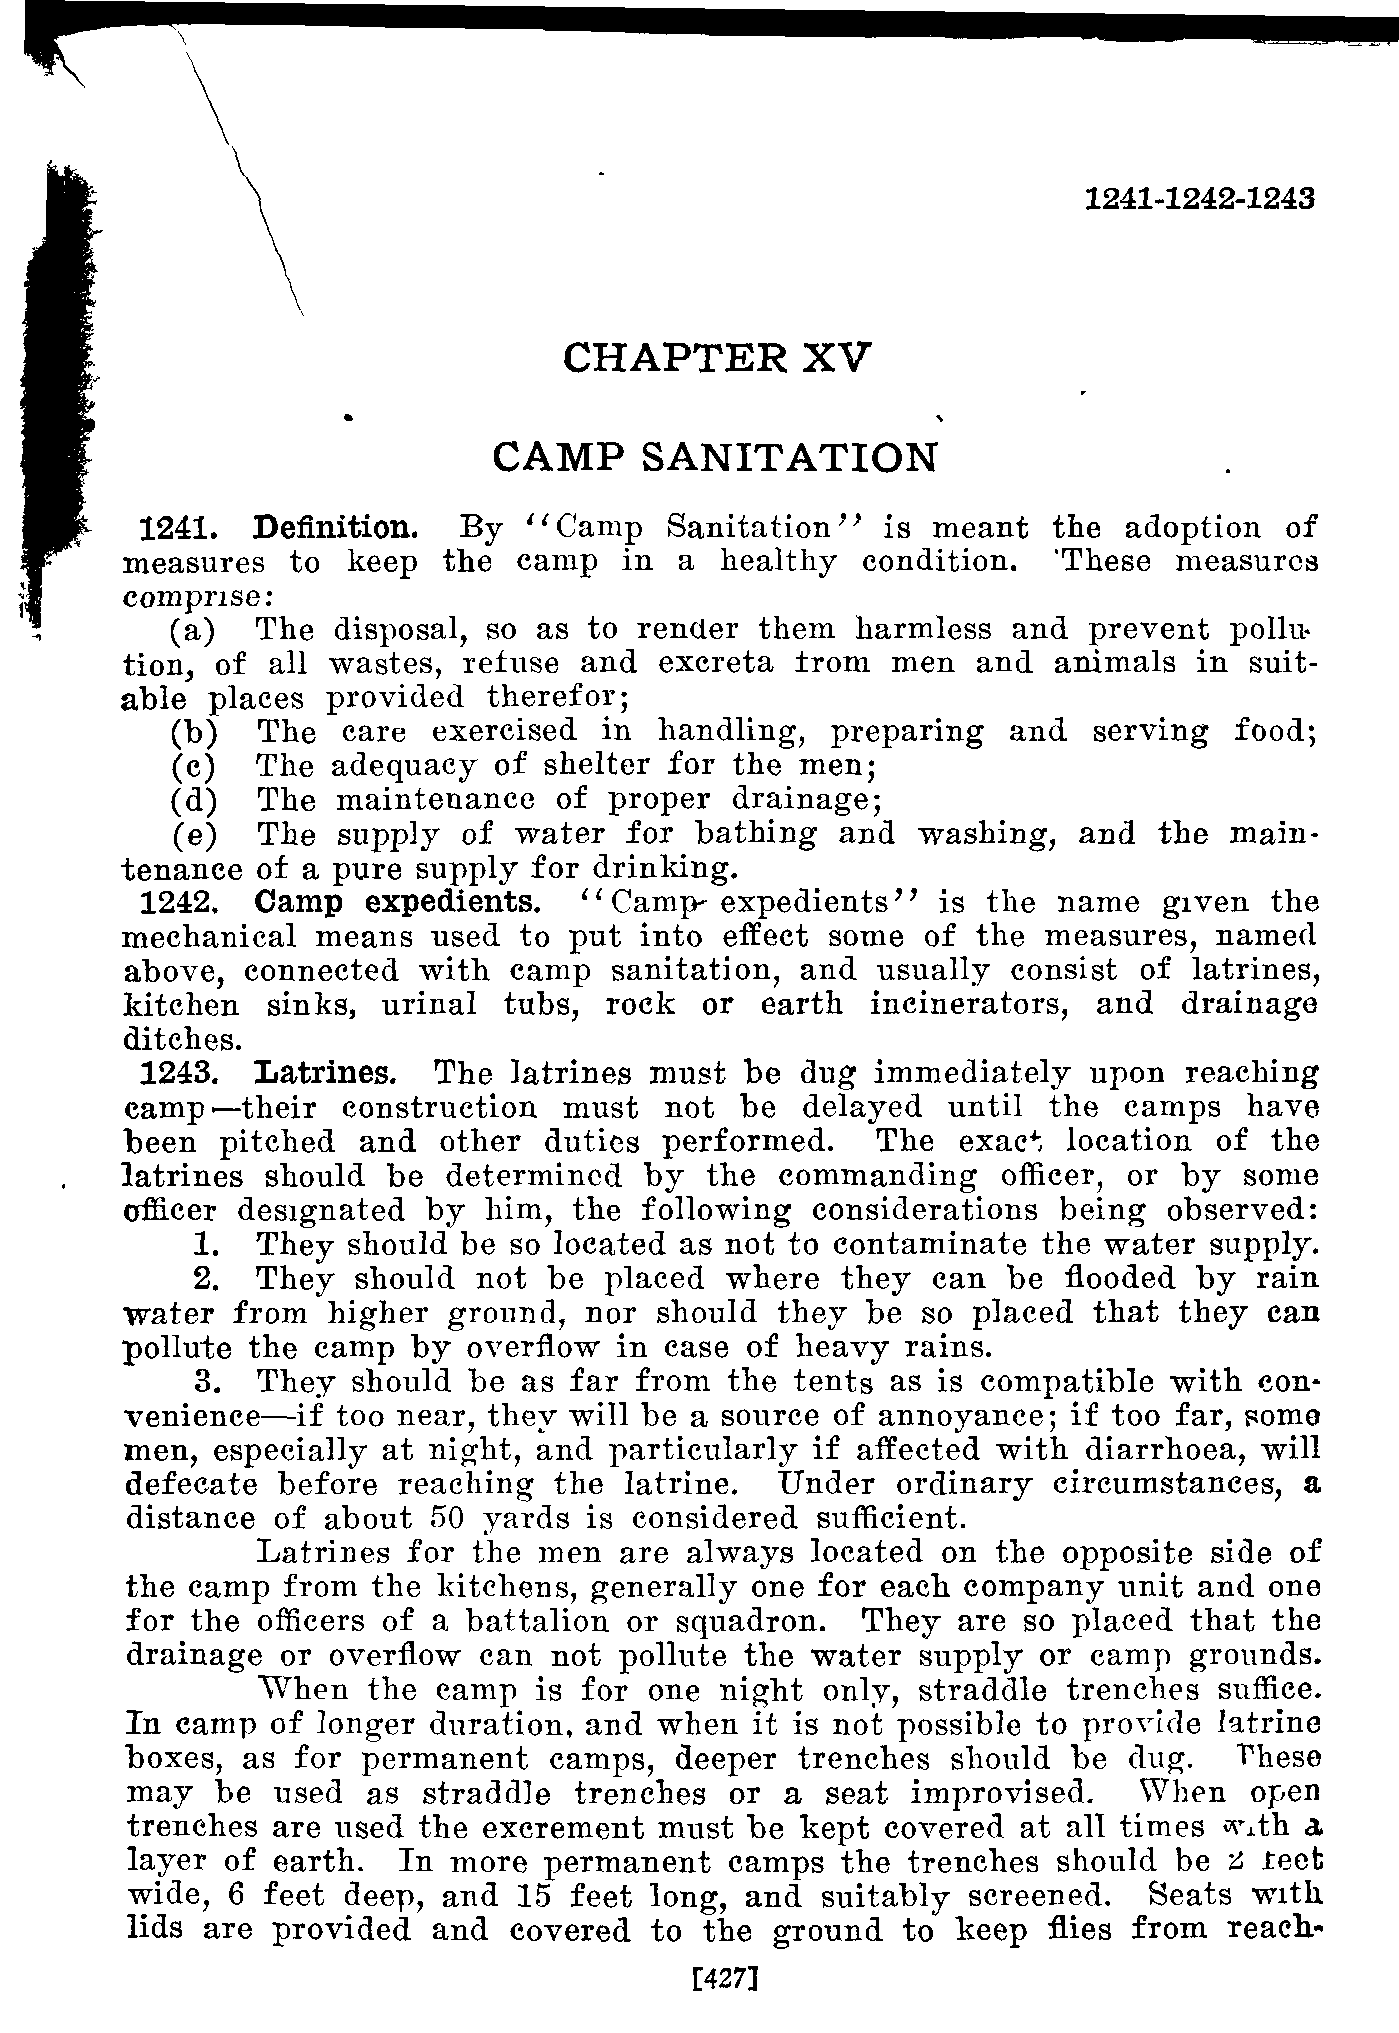 1241-1242-1243
CHAPTER XV
CAMP SANITATION
1241. Definition. By "Camp Sanitation" is meant the adoption of
measures to keep the camp in a healthy condition. These measures
comprise:
(a) The disposal, so as to render them harmless and prevent pollu-
tion, of all wastes, refuse and excreta from men and animals in suit-
able places provided therefor;
(b) The care exercised in handling, preparing and serving food;
(c) The adequacy of shelter for the men;
(d) The maintenance of proper drainage;
(e) The supply of water for bathing and washing, and the main-
tenance of a pure supply for drinking.
1242. Camp expedients. "Camp expedients" is the name given the
mechanical means used to put into effect some of the measures, named
above, connected with camp sanitation, and usually consist of latrines,
kitchen sinks, urinal tubs, rock or earth incinerators, and drainage
ditches.
1243. Latrines. The latrines must be dug immediately upon reaching
camp—their construction must not be delayed until the camps have
been pitched and other duties performed. The exact location of the
latrines should be determined by the commanding officer, or by some
officer designated by him, the following considerations being observed:
1. They should be so located as not to contaminate the water supply.
2. They should not be placed where they can be flooded by rain
water from higher ground, nor should they be so placed that they can
pollute the camp by overflow in case of heavy rains.
3. They should be as far from the tents as is compatible with con-
venience—if too near, they will be a source of annoyance; if too far, some
men, especially at night, and particularly if affected with diarrhoea, will
defecate before reaching the latrine. Under ordinary circumstances, a
distance of about 50 yards is considered sufficient.
Latrines for the men are always located on the opposite side of
the camp from the kitchens, generally one for each company unit and one
for the officers of a battalion or squadron. They are so placed that the
drainage or overflow can not pollute the water supply or camp grounds.
When the camp is for one night only, straddle trenches suffice.
In camp of longer duration, and when it is not possible to provide latrine
boxes, as for permanent camps, deeper trenches should be dug. These
may be used as straddle trenches or a seat improvised. When open
trenches are used the excrement must be kept covered at all times with a
layer of earth. In more permanent camps the trenches should be 2 feet
wide, 6 feet deep, and 15 feet long, and suitably screened. Seats with
lids are provided and covered to the ground to keep flies from reach-
[427]